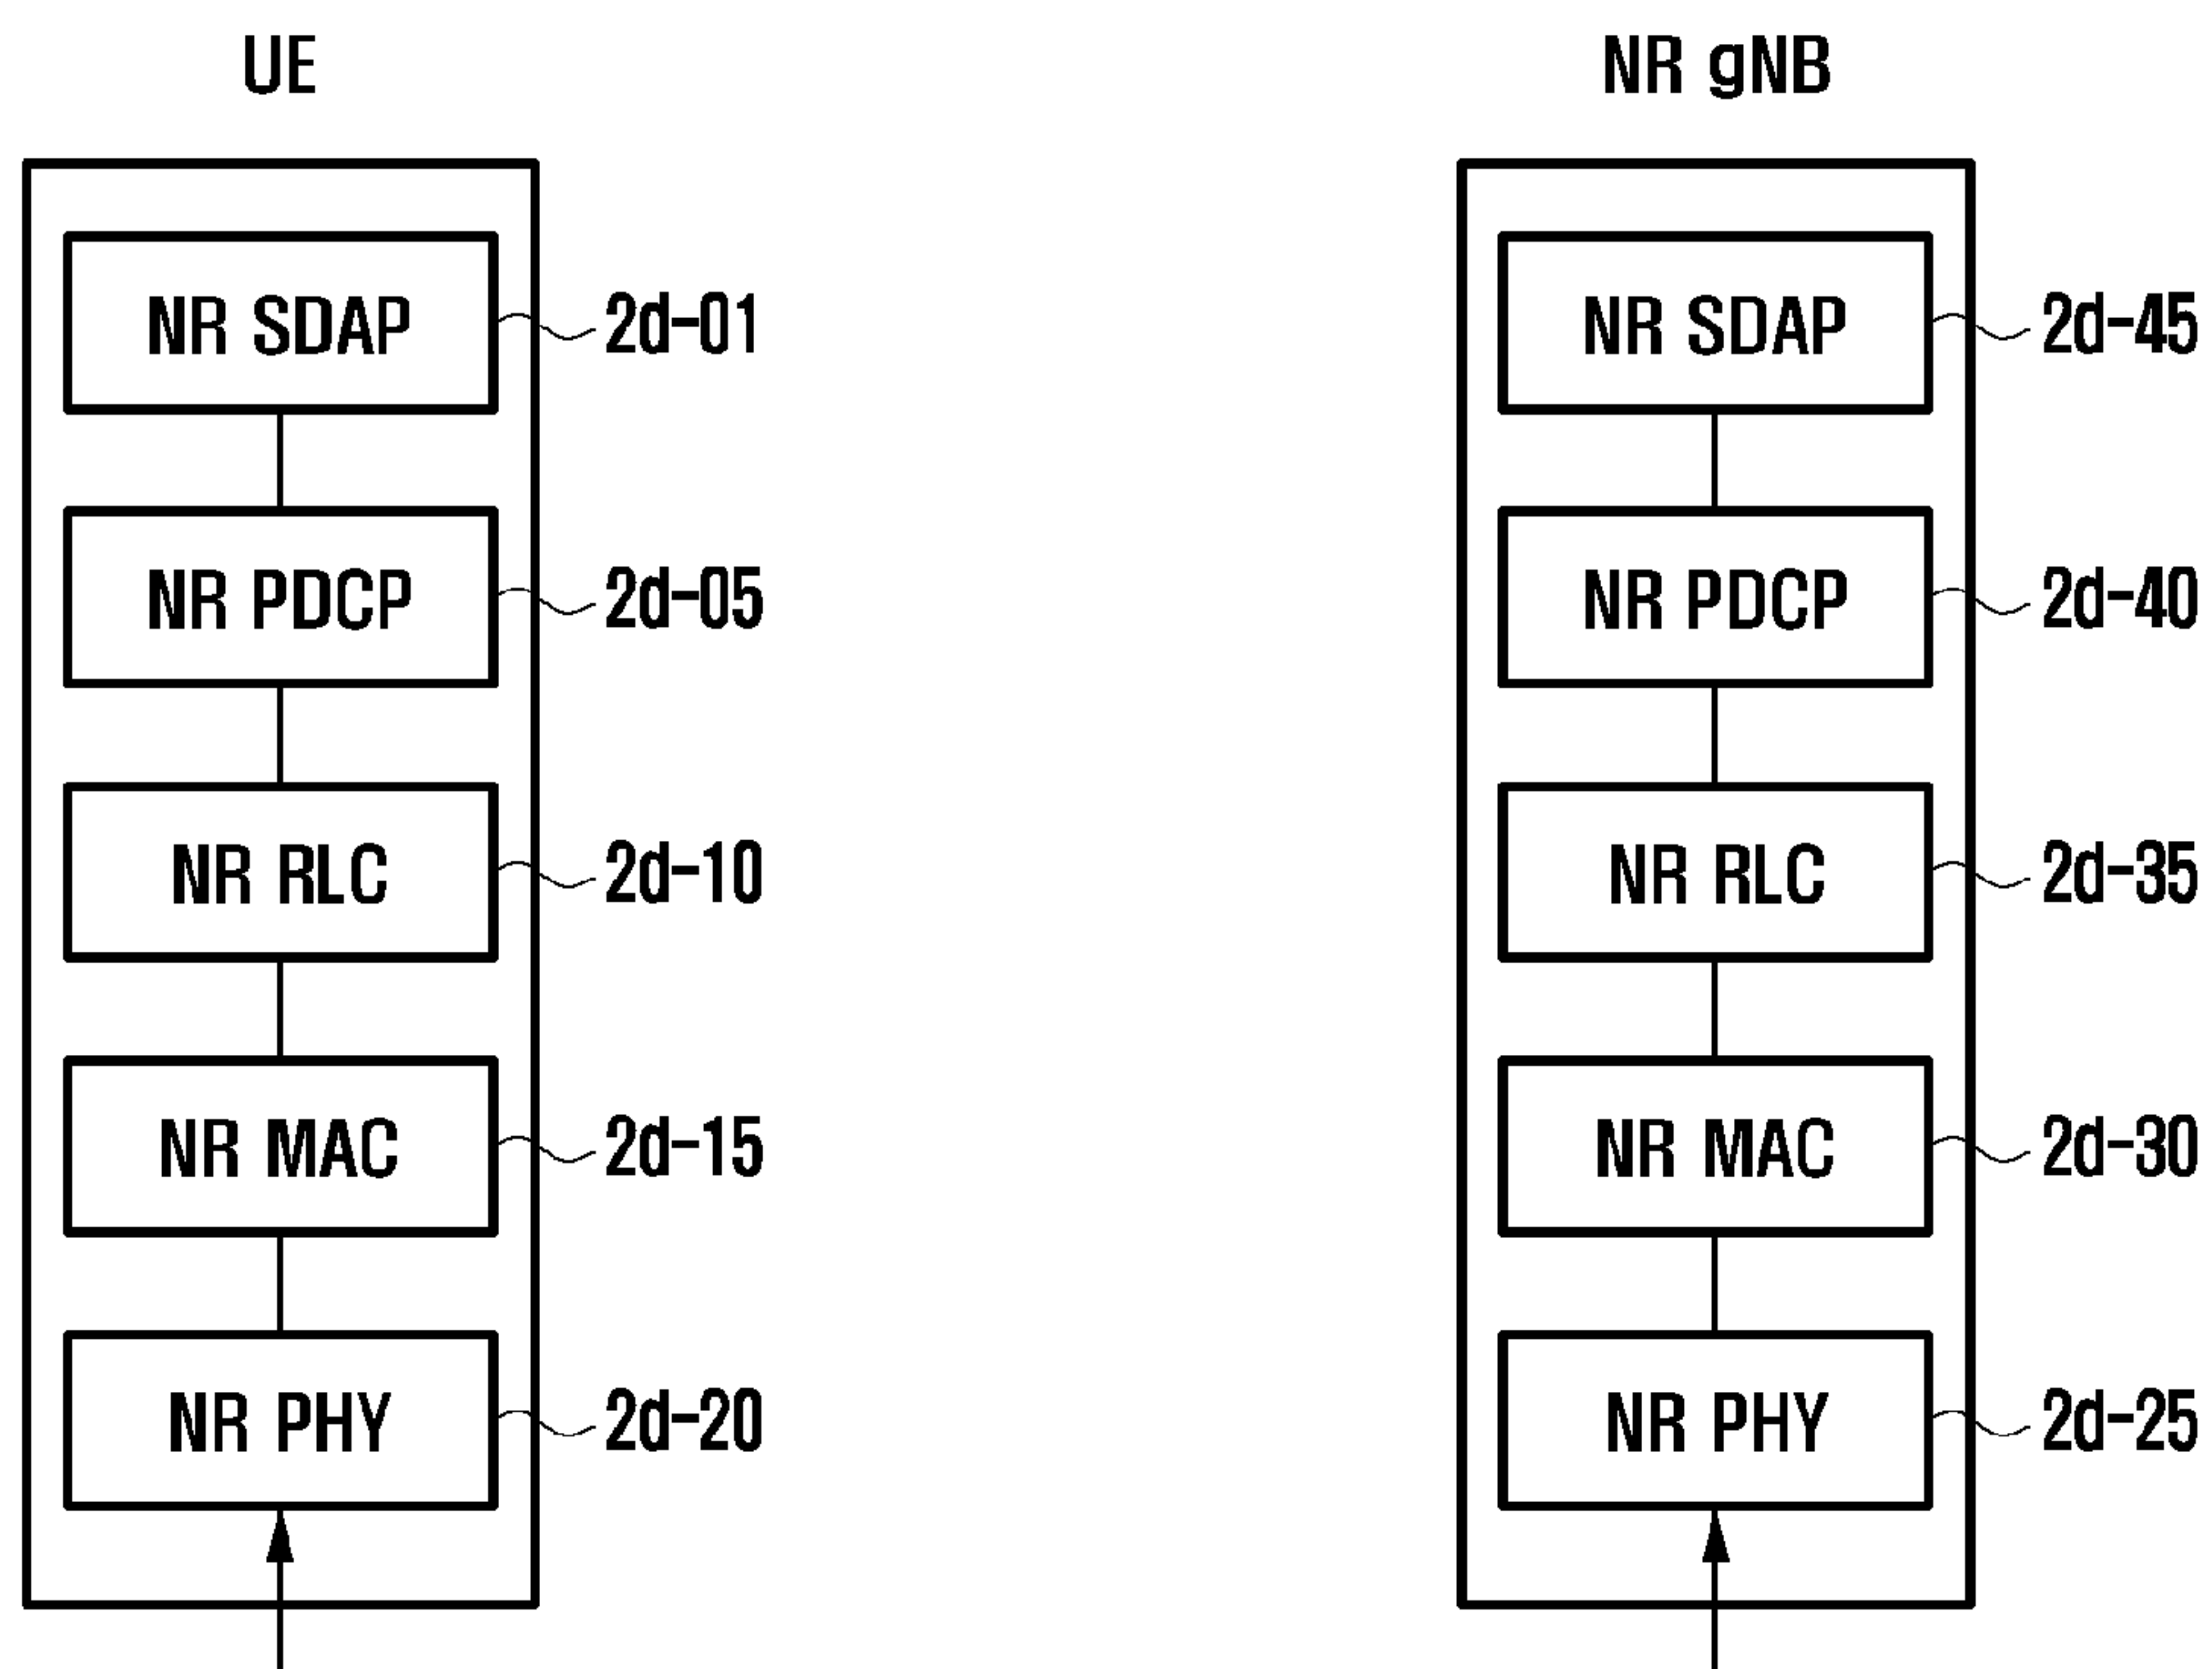 UE
NR gNB
NR SDAP 2d-01
NR SDAP 2d-45
NR PDCP 2d-05
NR PDCP 2d-40
NR RLC 2d-10
NR RLC 2d-35
NR MAC 2d-15
NR MAC 2d-30
NR PHY 2d-20
NR PHY 2d-25